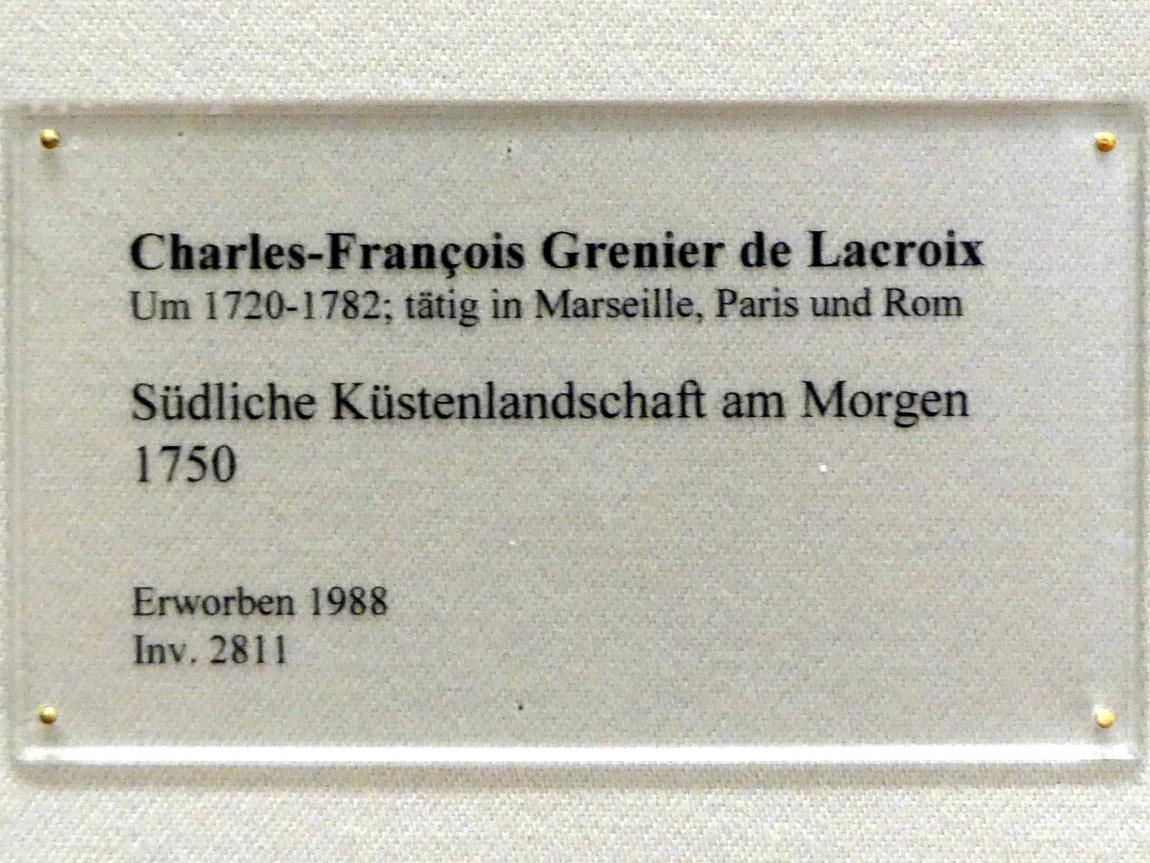 Charles-François Grenier de Lacroix
Um 1720-1782; tätig in Marseille, Paris und Rom
Südliche Küstenlandschaft am Morgen
1750
Erworben 1988
Inv. 2811